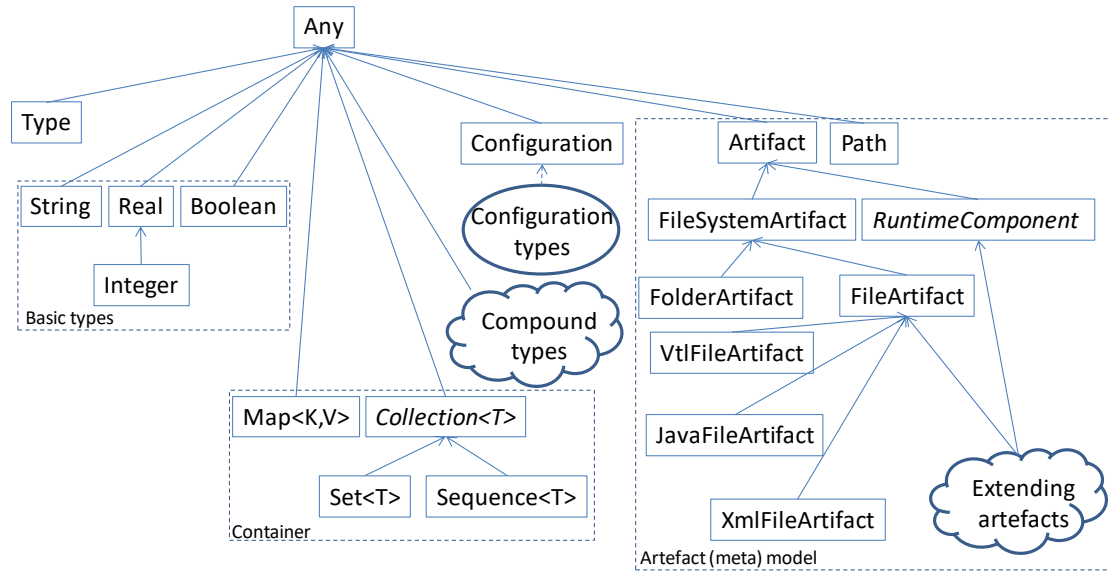 Any
Type
Configuration
Artifact
Path
String
Real
Boolean
Configuration
types
FileSystemArtifact
RuntimeComponent
Integer
Basic types
FolderArtifact
FileArtifact
Compound
types
VtlFileArtifact
Map<K,V>
Collection<T>
JavaFileArtifact
Set<T>
Sequence<T>
Container
XmlFileArtifact
Extending
artefacts
Artefact (meta) model